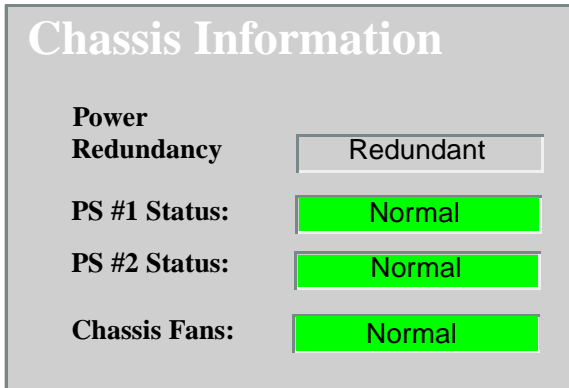 Chassis Information
Power
Redundancy Redundant
PS #1 Status: Normal
PS #2 Status: Normal
Chassis Fans: Normal